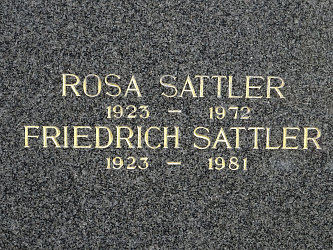 ROSA SATTLER
1923 – 1972
FRIEDRICH SATTLER
1923 – 1981